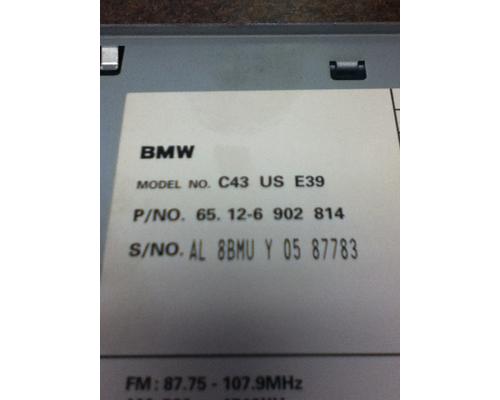 BMW
MODEL NO. C43 US E39
P/NO. 65. 12-6 902 814
S/NO. AL 8BMU Y 05 87783
FM : 87.75 - 107.9MHz